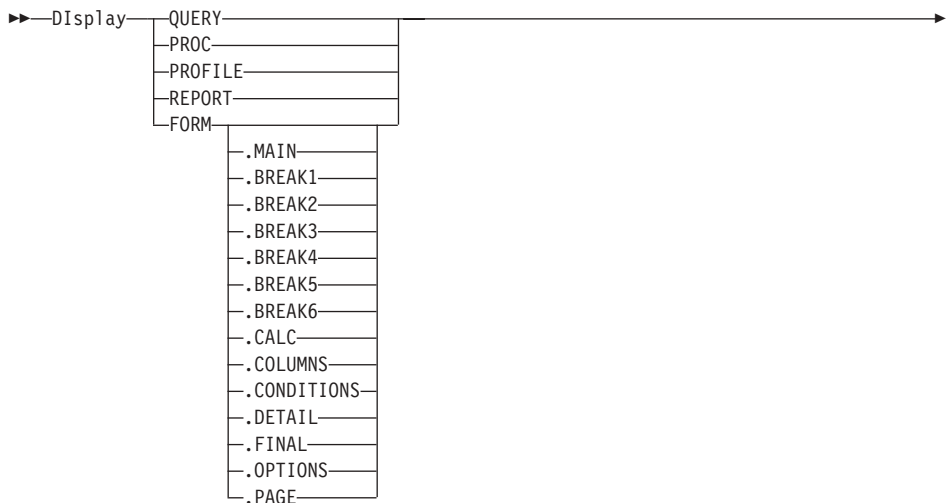 DIsplay QUERY
PROC
PROFILE
REPORT
FORM
.MAIN
.BREAK1
.BREAK2
.BREAK3
.BREAK4
.BREAK5
.BREAK6
.CALC
.COLUMNS
.CONDITIONS
.DETAIL
.FINAL
.OPTIONS
.PAGE